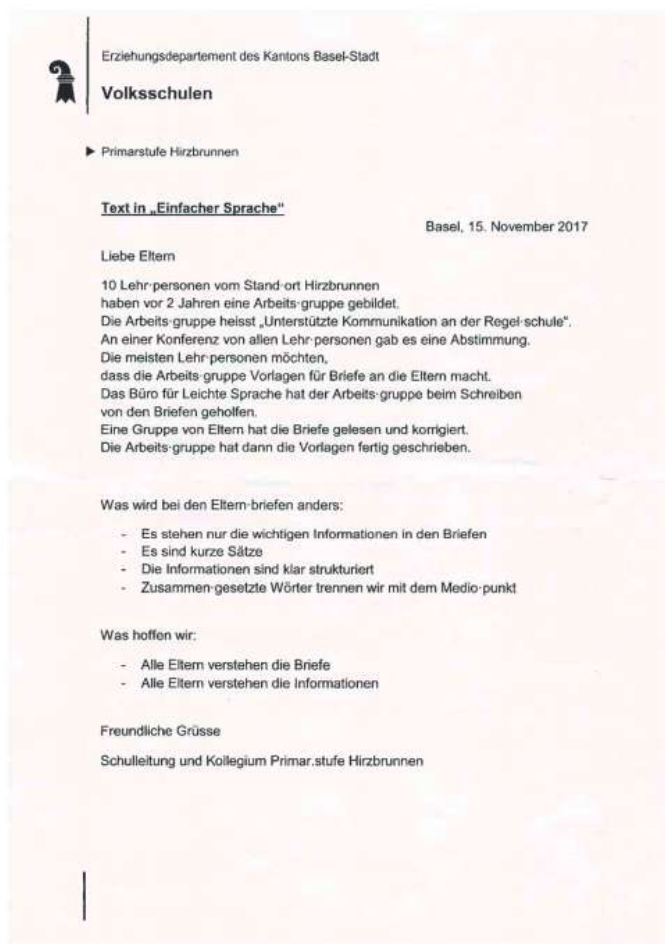 Erziehungsdepartement des Kantons Basel-Stadt
Volksschulen
► Primarstufe Hirzbrunnen
Text in „Einfacher Sprache“
Basel, 15. November 2017
Liebe Eltern
10 Lehr·personen vom Stand·ort Hirzbrunnen
haben vor 2 Jahren eine Arbeits·gruppe gebildet.
Die Arbeits·gruppe heisst „Unterstützte Kommunikation an der Regel·schule“.
An einer Konferenz von allen Lehr·personen gab es eine Abstimmung.
Die meisten Lehr·personen möchten,
dass die Arbeits·gruppe Vorlagen für Briefe an die Eltern macht.
Das Büro für Leichte Sprache hat der Arbeits·gruppe beim Schreiben
von den Briefen geholfen.
Eine Gruppe von Eltern hat die Briefe gelesen und korrigiert.
Die Arbeits·gruppe hat dann die Vorlagen fertig geschrieben.
Was wird bei den Eltern·briefen anders:
- Es stehen nur die wichtigen Informationen in den Briefen
- Es sind kurze Sätze
- Die Informationen sind klar strukturiert
- Zusammen·gesetzte Wörter trennen wir mit dem Medio·punkt
Was hoffen wir:
- Alle Eltern verstehen die Briefe
- Alle Eltern verstehen die Informationen
Freundliche Grüsse
Schulleitung und Kollegium Primar.stufe Hirzbrunnen